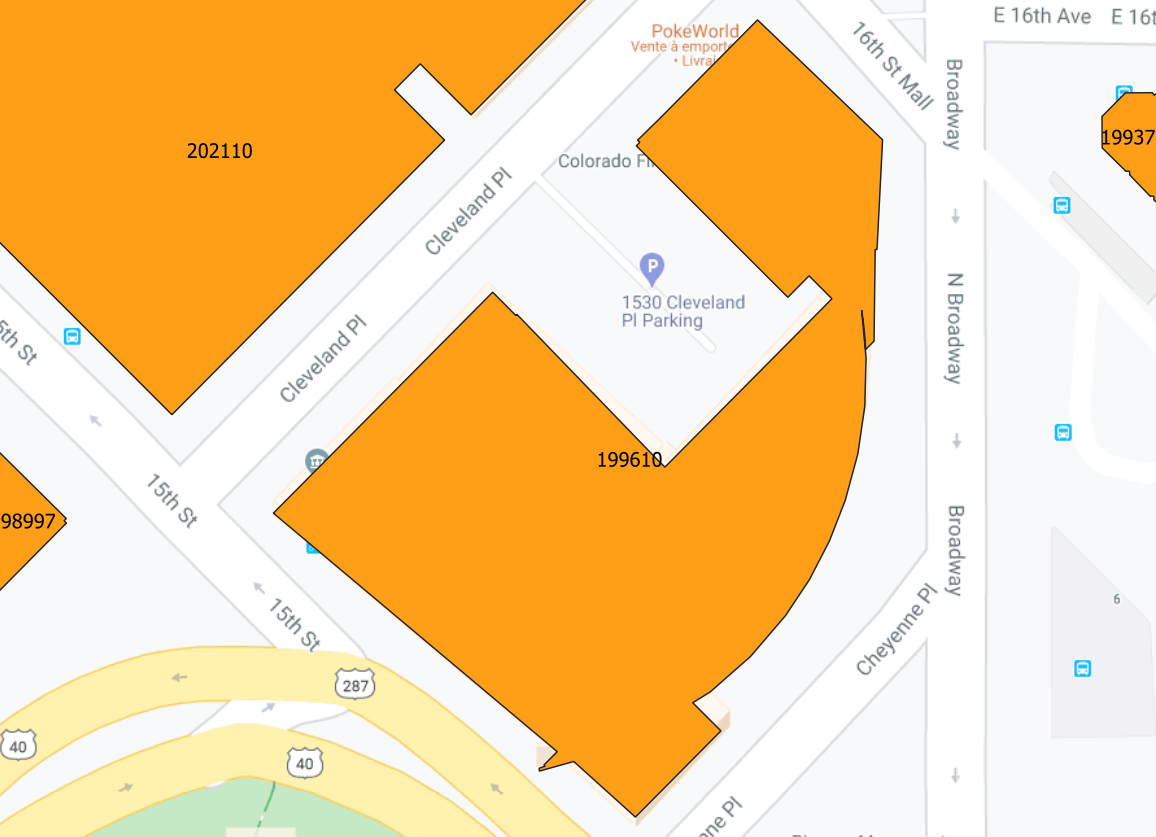 E 16th Ave
E 16t
PokeWorld
Vente à emporte
• Livrai
16th St Mall
Broadway
202110
19937
Colorado Fi
Cleveland Pl
1530 Cleveland
Pl Parking
N Broadway
5th St
Cleveland Pl
199610
15th St
98997
Broadway
6
15th St
Cheyenne Pl
287
40
40
nne Pl